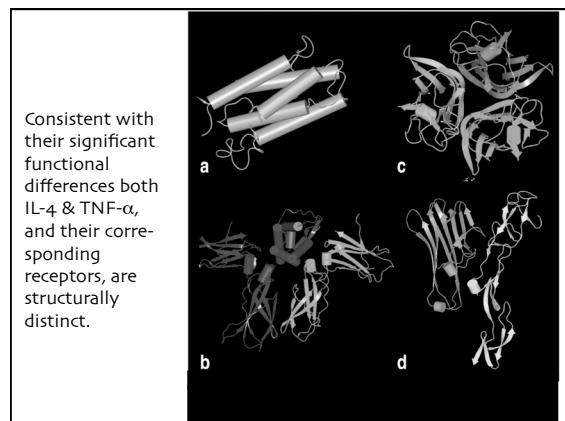 Consistent with
their significant
functional
differences both
IL-4 & TNF-α,
and their corre-
sponding
receptors, are
structurally
distinct.
a
c
b
d